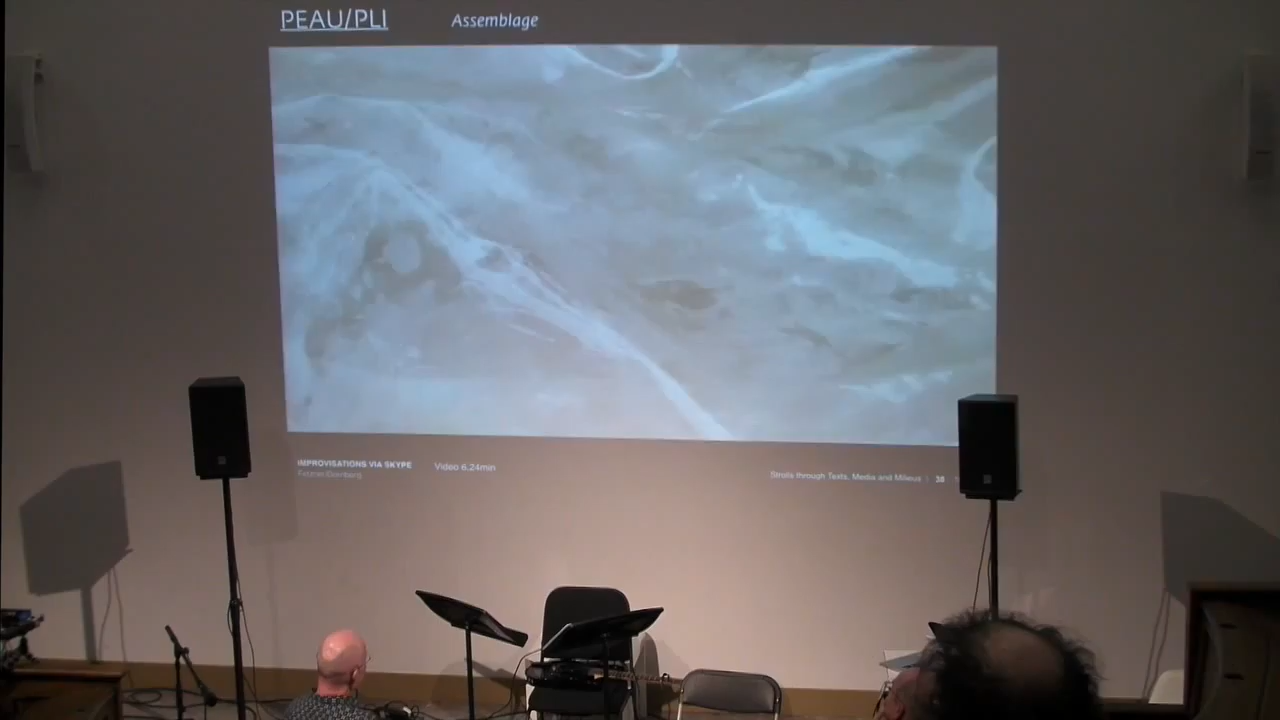 PEAU/PLI
Assemblage
IMPROVISATIONS VIA SKYPE
Video 6.24min
Strolls through Texts, Media and Milieus | 38